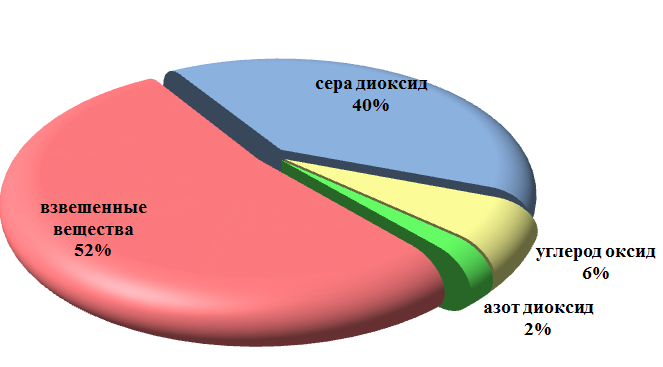 сера диоксид
40%
взвешенные
вещества
52%
углерод оксид
6%
азот диоксид
2%